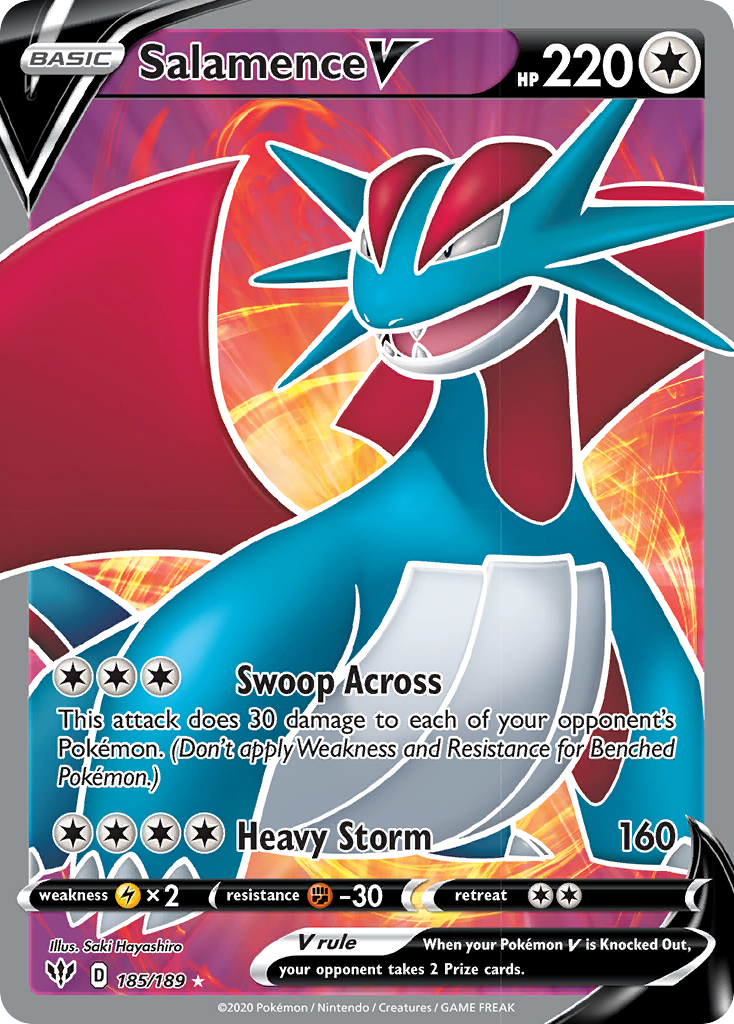 BASIC
Salamence V
HP 220
Swoop Across
This attack does 30 damage to each of your opponent's
Pokémon. (Don't apply Weakness and Resistance for Benched
Pokémon.)
Heavy Storm 160
weakness ×2 resistance -30 retreat
Illus. Saki Hayashiro
V rule When your Pokémon V is Knocked Out,
your opponent takes 2 Prize cards.
D 185/189
©2020 Pokémon / Nintendo / Creatures / GAME FREAK